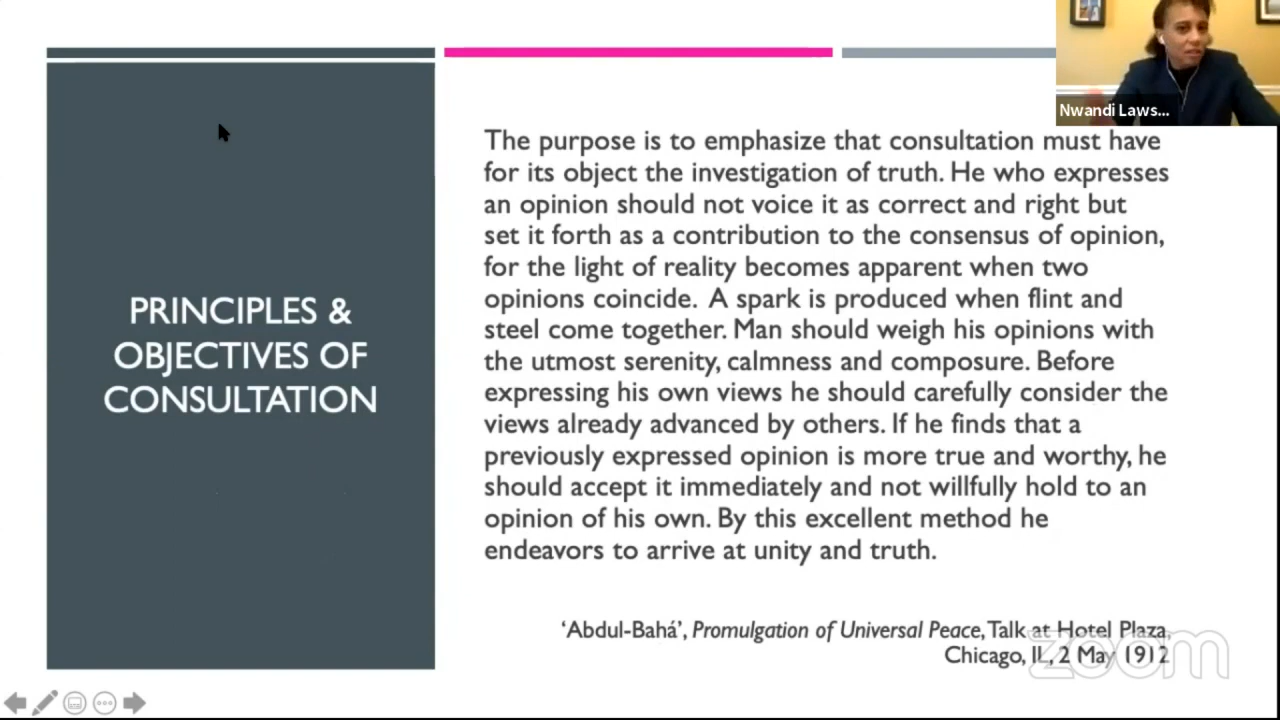 Nwandi Laws...
The purpose is to emphasize that consultation must have
for its object the investigation of truth. He who expresses
an opinion should not voice it as correct and right but
set it forth as a contribution to the consensus of opinion,
for the light of reality becomes apparent when two
opinions coincide. A spark is produced when flint and
steel come together. Man should weigh his opinions with
the utmost serenity, calmness and composure. Before
expressing his own views he should carefully consider the
views already advanced by others. If he finds that a
previously expressed opinion is more true and worthy, he
should accept it immediately and not willfully hold to an
opinion of his own. By this excellent method he
endeavors to arrive at unity and truth.
PRINCIPLES &
OBJECTIVES OF
CONSULTATION
‘Abdul-Bahá’, Promulgation of Universal Peace, Talk at Hotel Plaza,
Chicago, IL, 2 May 1912
zoom